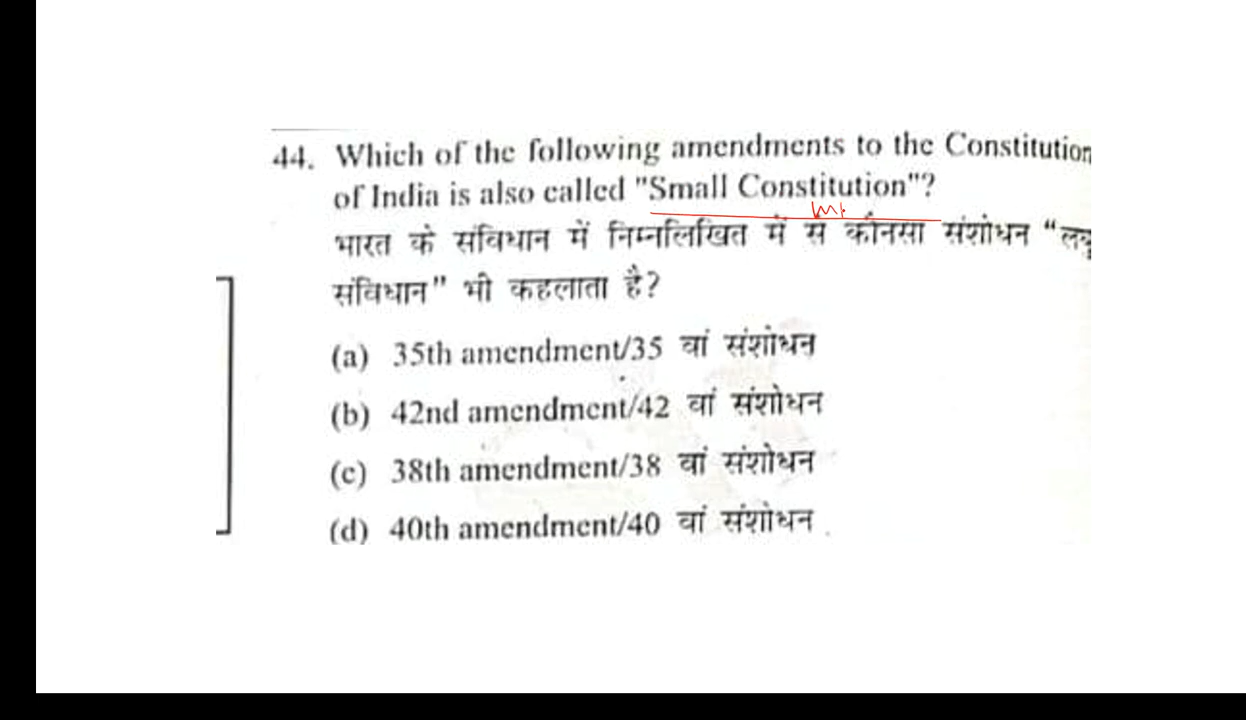 44. Which of the following amendments to the Constitution
of India is also called "Small Constitution"?
भारत के संविधान में निम्नलिखित में से कौनसा संशोधन “लघु
संविधान” भी कहलाता है?
(a) 35th amendment/35 वां संशोधन
(b) 42nd amendment/42 वां संशोधन
(c) 38th amendment/38 वां संशोधन
(d) 40th amendment/40 वां संशोधन